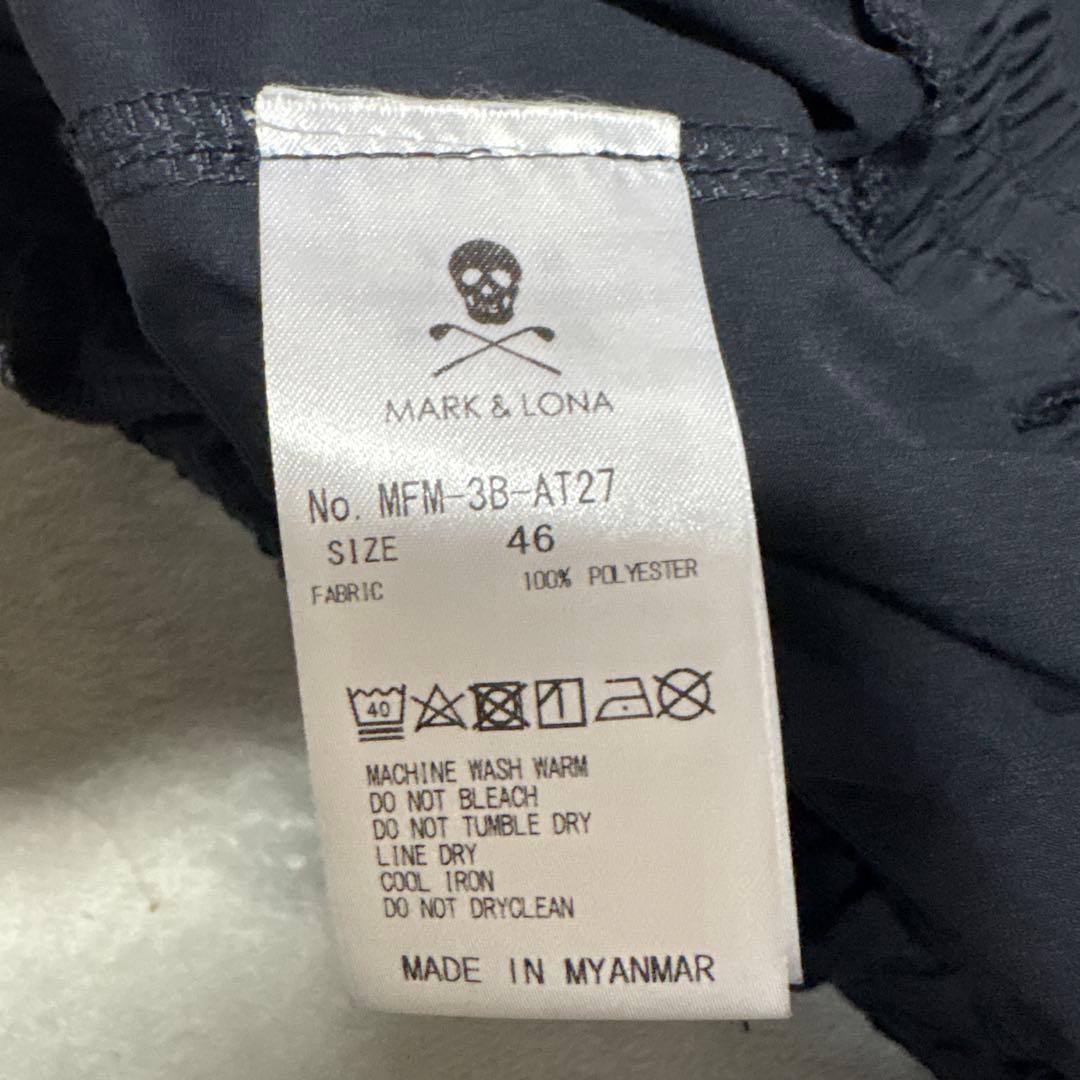 MARK & LONA
No. MFM-3B-AT27
SIZE 46
FABRIC 100% POLYESTER
40
MACHINE WASH WARM
DO NOT BLEACH
DO NOT TUMBLE DRY
LINE DRY
COOL IRON
DO NOT DRYCLEAN
MADE IN MYANMAR